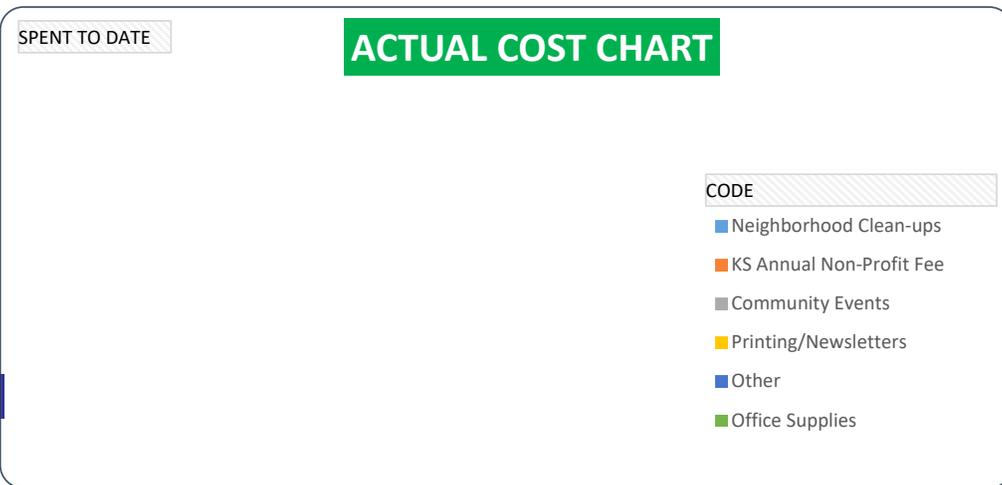 SPENT TO DATE
ACTUAL COST CHART
CODE
Neighborhood Clean-ups
KS Annual Non-Profit Fee
Community Events
Printing/Newsletters
Other
Office Supplies